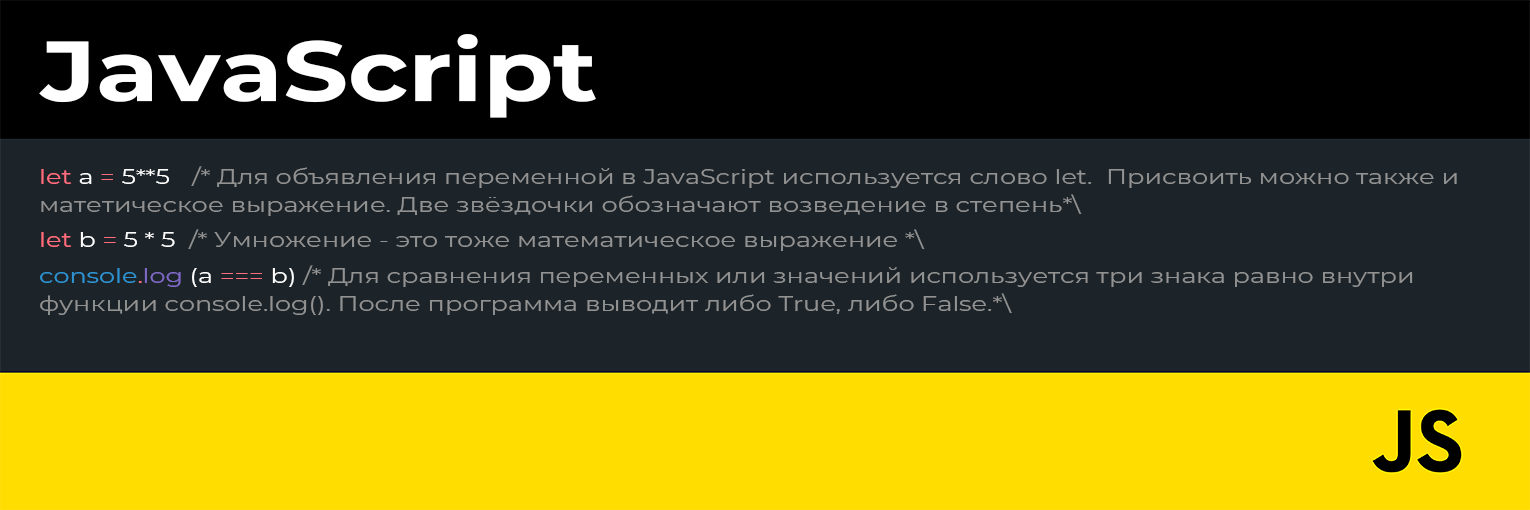 JavaScript
let a = 5**5 /* Для объявления переменной в JavaScript используется слово let. Присвоить можно также и
матетическое выражение. Две звёздочки обозначают возведение в степень*\
let b = 5 * 5 /* Умножение - это тоже математическое выражение *\
console.log (a === b) /* Для сравнения переменных или значений используется три знака равно внутри
функции console.log(). После программа выводит либо True, либо False.*\
JS